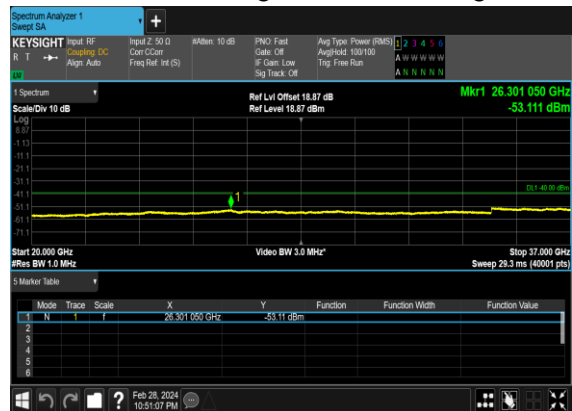 Spectrum Analyzer 1
Swept SA
KEYSIGHT Input: RF Input Z: 50 Ω #Atten: 10 dB PNO: Fast Avg Type: Power (RMS) 1 2 3 4 5 6
R T Coupling: DC Corr CCorr Gate: Off Avg|Hold: 100/100 A W W W W W
Align: Auto Freq Ref: Int (S) IF Gain: Low Trig: Free Run
LXI Sig Track: Off A N N N N N
1 Spectrum Ref Lvl Offset 18.87 dB Mkr1 26.301 050 GHz
Scale/Div 10 dB Ref Level 18.87 dBm -53.111 dBm
Log
8.87
-1.13
-11.1
-21.1
-31.1
-41.1 DL1 -40.00 dBm
1
-51.1
-61.1
-71.1
Start 20.000 GHz Video BW 3.0 MHz* Stop 37.000 GHz
#Res BW 1.0 MHz Sweep 29.3 ms (40001 pts)
5 Marker Table
Mode Trace Scale X Y Function Function Width Function Value
1 N 1 f 26.301 050 GHz -53.11 dBm
2
3
4
5
6
? Feb 28, 2024
10:51:07 PM